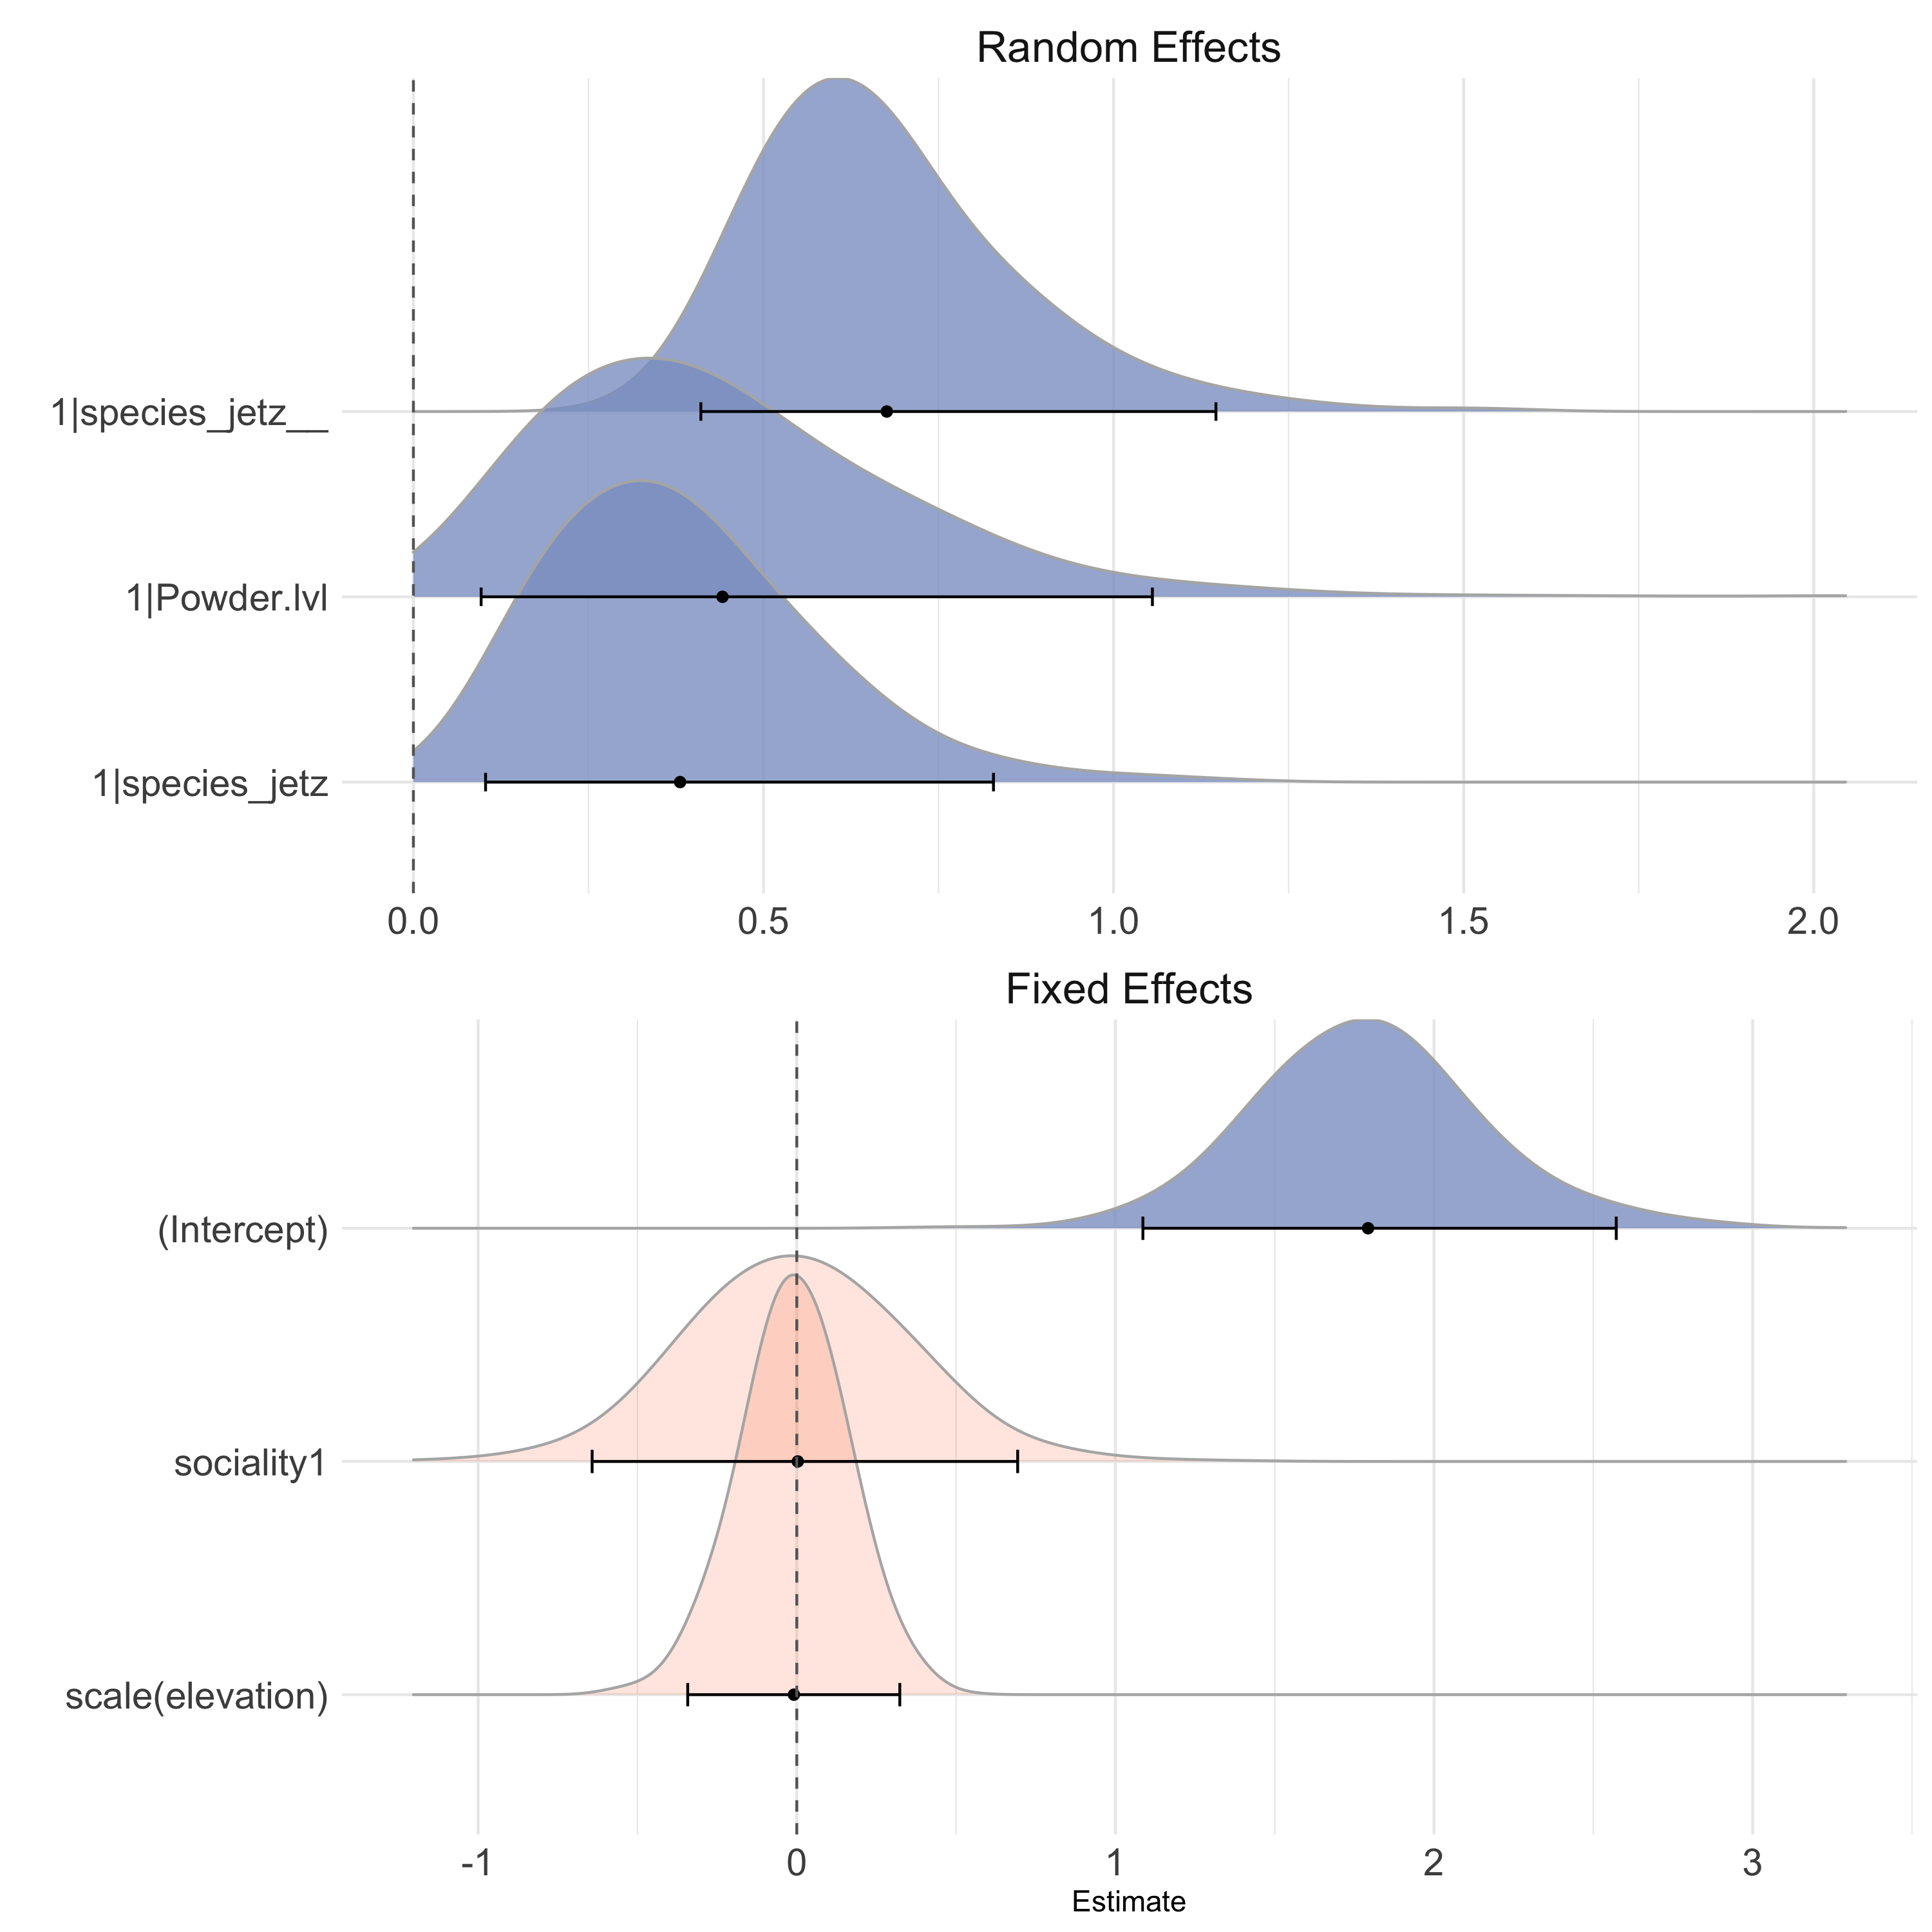 Random Effects
1|species_jetz__
1|Powder.lvl
1|species_jetz
0.0 0.5 1.0 1.5 2.0
Fixed Effects
(Intercept)
sociality1
scale(elevation)
-1 0 1 2 3
Estimate